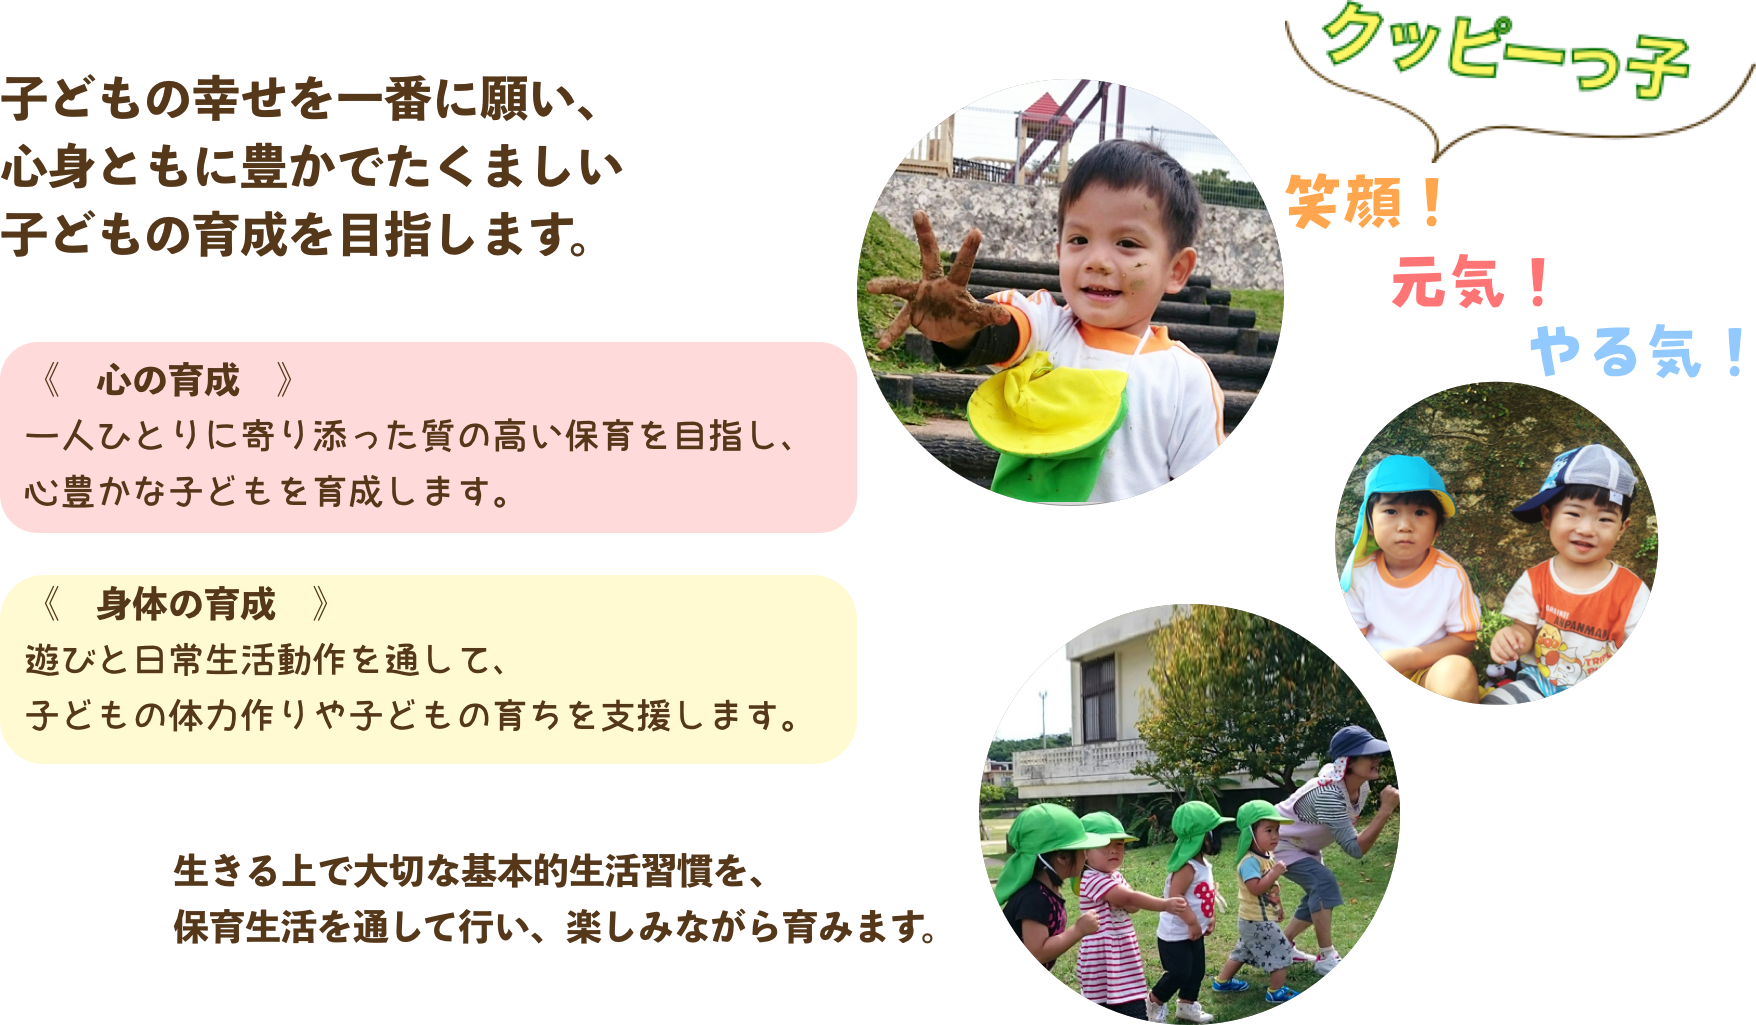 子どもの幸せを一番に願い、
心身ともに豊かでたくましい
子どもの育成を目指します。
《 心の育成 》
一人ひとりに寄り添った質の高い保育を目指し、
心豊かな子どもを育成します。
《 身体の育成 》
遊びと日常生活動作を通して、
子どもの体力作りや子どもの育ちを支援します。
生きる上で大切な基本的生活習慣を、
保育生活を通して行い、楽しみながら育みます。
クッピーっ子
笑顔！
元気！
やる気！
ANPANMAN